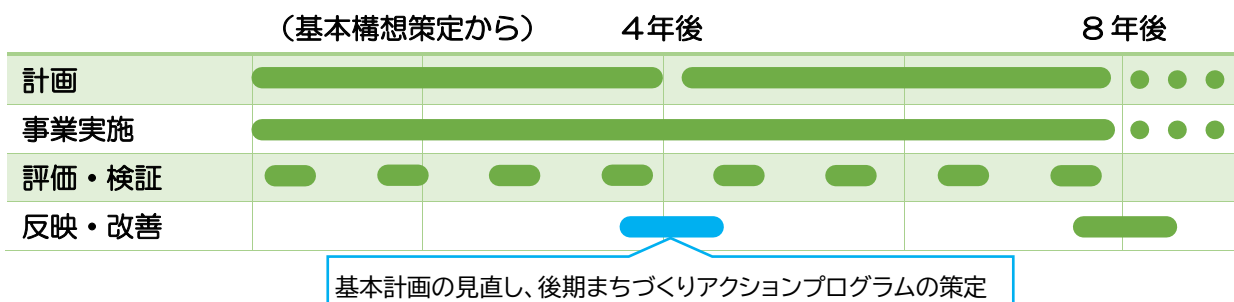 （基本構想策定から） 4年後 8年後
計画
事業実施
評価・検証
反映・改善
基本計画の見直し、後期まちづくりアクションプログラムの策定